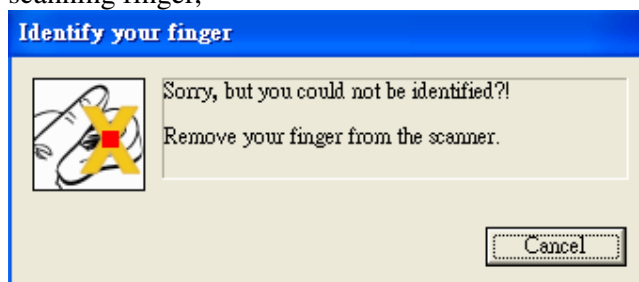 scanning finger,
Identify your finger
Sorry, but you could not be identified?!
Remove your finger from the scanner.
Cancel